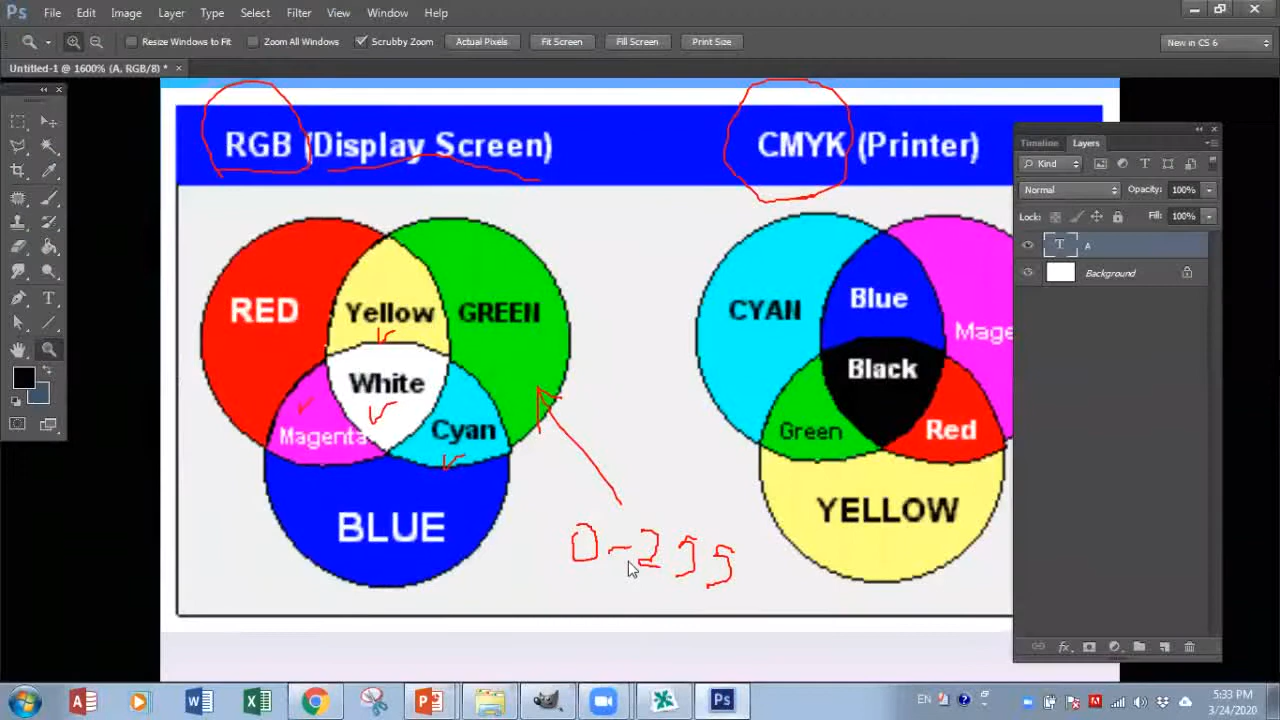 Ps File Edit Image Layer Type Select Filter View Window Help
Resize Windows to Fit Zoom All Windows Scrubby Zoom Actual Pixels Fit Screen Fill Screen Print Size New in CS 6
Untitled-1 @ 1600% (A, RGB/8) * ×
RGB (Display Screen)
CMYK (Printer)
Timeline Layers
Kind
Normal Opacity: 100%
Lock: Fill: 100%
T A
Background
RED
Yellow
GREEN
White
Magenta
Cyan
BLUE
0-255
CYAN
Blue
Mage
Black
Green
Red
YELLOW
fx
EN
5:33 PM
3/24/2020